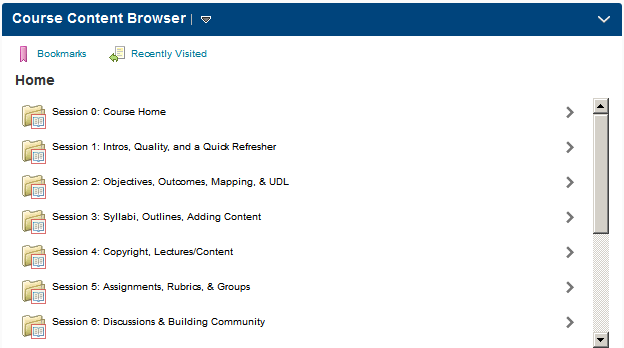 Course Content Browser |
Bookmarks Recently Visited
Home
Session 0: Course Home
Session 1: Intros, Quality, and a Quick Refresher
Session 2: Objectives, Outcomes, Mapping, & UDL
Session 3: Syllabi, Outlines, Adding Content
Session 4: Copyright, Lectures/Content
Session 5: Assignments, Rubrics, & Groups
Session 6: Discussions & Building Community